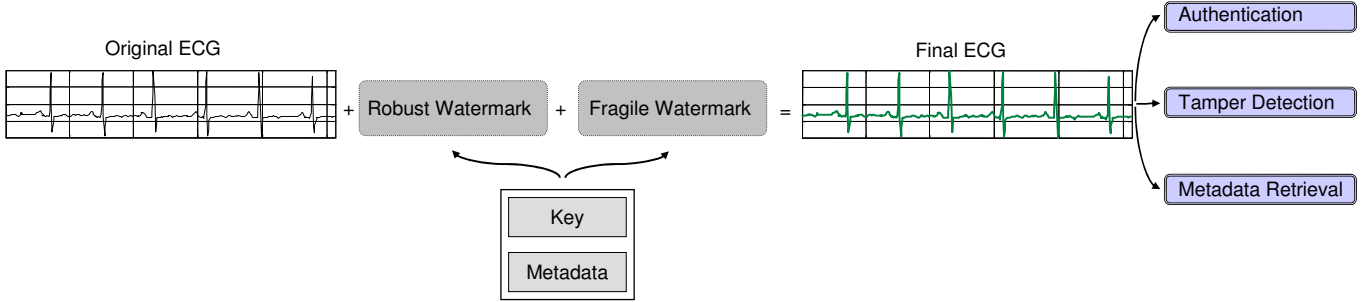 Original ECG
+
Robust Watermark
+
Fragile Watermark
=
Final ECG
Authentication
Tamper Detection
Metadata Retrieval
Key
Metadata